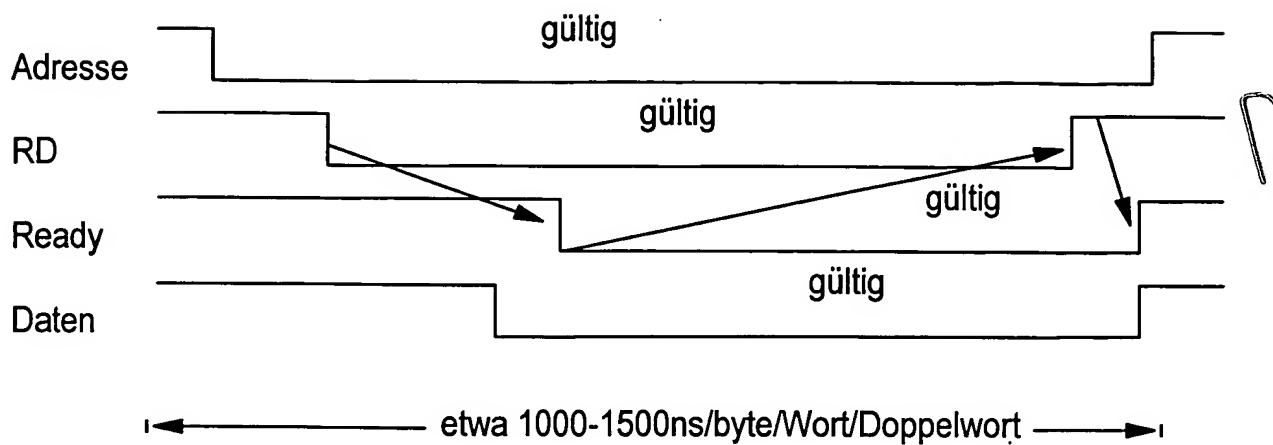 gültig
Adresse
gültig
RD
gültig
Ready
gültig
Daten
etwa 1000-1500ns/byte/Wort/Doppelwort